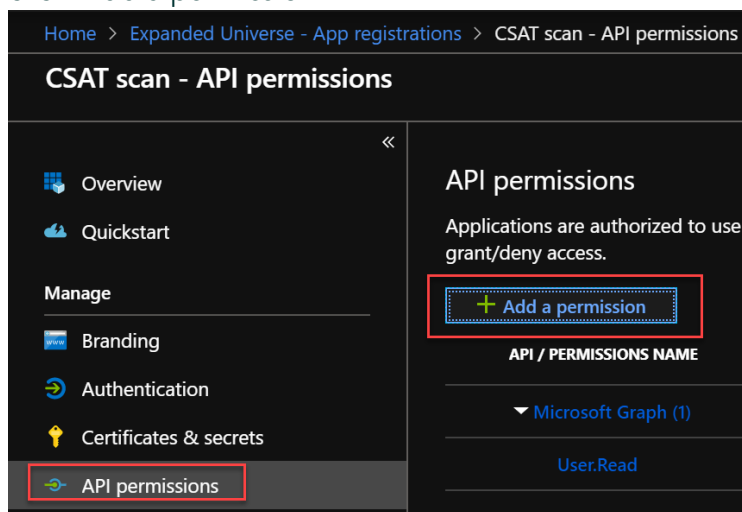 Home > Expanded Universe - App registrations > CSAT scan - API permissions
CSAT scan - API permissions
«
Overview
Quickstart
Manage
Branding
Authentication
Certificates & secrets
API permissions
API permissions
Applications are authorized to use
grant/deny access.
+ Add a permission
API / PERMISSIONS NAME
Microsoft Graph (1)
User.Read